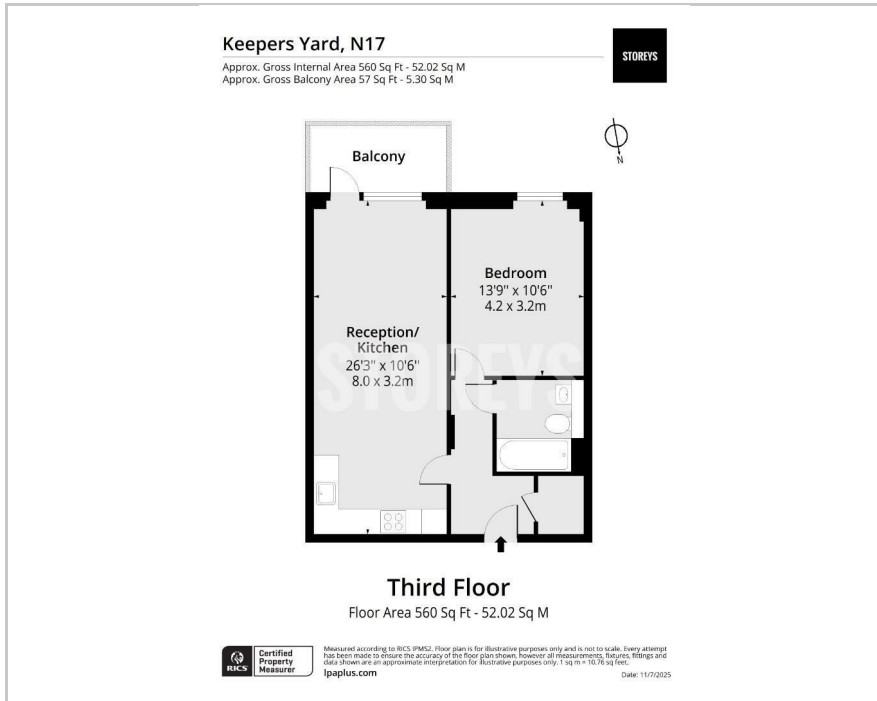 Keepers Yard, N17
Approx. Gross Internal Area 560 Sq Ft - 52.02 Sq M
Approx. Gross Balcony Area 57 Sq Ft - 5.30 Sq M
STOREYS
N
Balcony
Bedroom
13'9" x 10'6"
4.2 x 3.2m
Reception/
Kitchen
26'3" x 10'6"
8.0 x 3.2m
STOREYS
Third Floor
Floor Area 560 Sq Ft - 52.02 Sq M
RICS
Certified
Property
Measurer
Measured according to RICS IPMS2. Floor plan is for illustrative purposes only and is not to scale. Every attempt
has been made to ensure the accuracy of the floor plan shown, however all measurements, fixtures, fittings and
data shown are an approximate interpretation for illustrative purposes only. 1 sq m = 10.76 sq feet.
lpaplus.com
Date: 11/7/2025